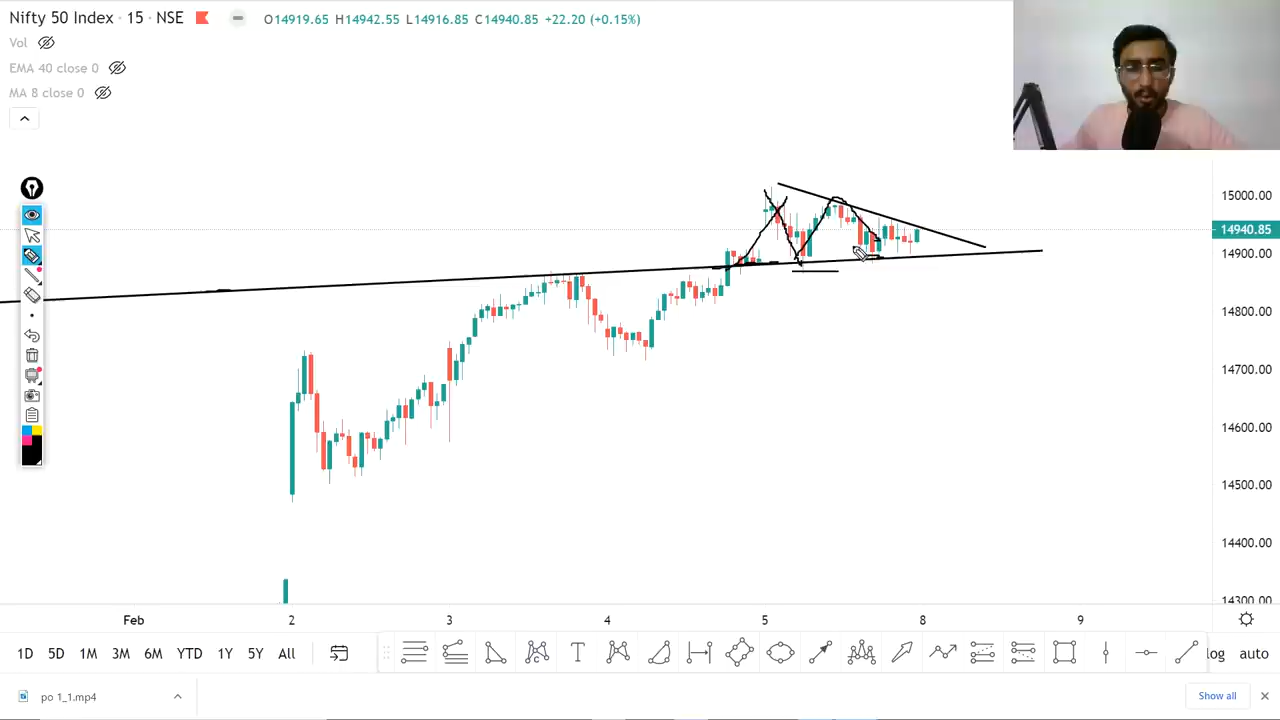 Nifty 50 Index · 15 · NSE O14919.65 H14942.55 L14916.85 C14940.85 +22.20 (+0.15%)
Vol
EMA 40 close 0
MA 8 close 0
15000.00
14940.85
14900.00
14800.00
14700.00
14600.00
14500.00
14400.00
14300.00
Feb 2 3 4 5 8 9
1D 5D 1M 3M 6M YTD 1Y 5Y All T log auto
po 1_1.mp4 Show all